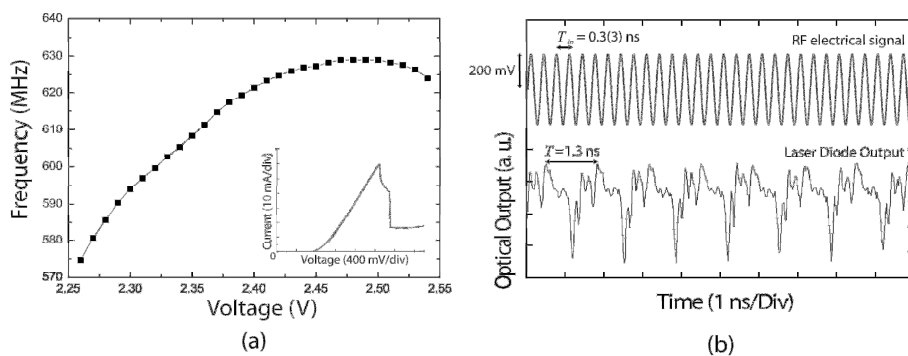 640
630
620
610
600
590
580
570
2,25
2.30
2.35
2.40
2.45
2.50
2.55
Frequency (MHz)
Voltage (V)
Current (10 mA/div)
Voltage (400 mV/div)
(a)
T_in = 0.3(3) ns
RF electrical signal
200 mV
T=1.3 ns
Laser Diode Output
Optical Output (a. u.)
Time (1 ns/Div)
(b)